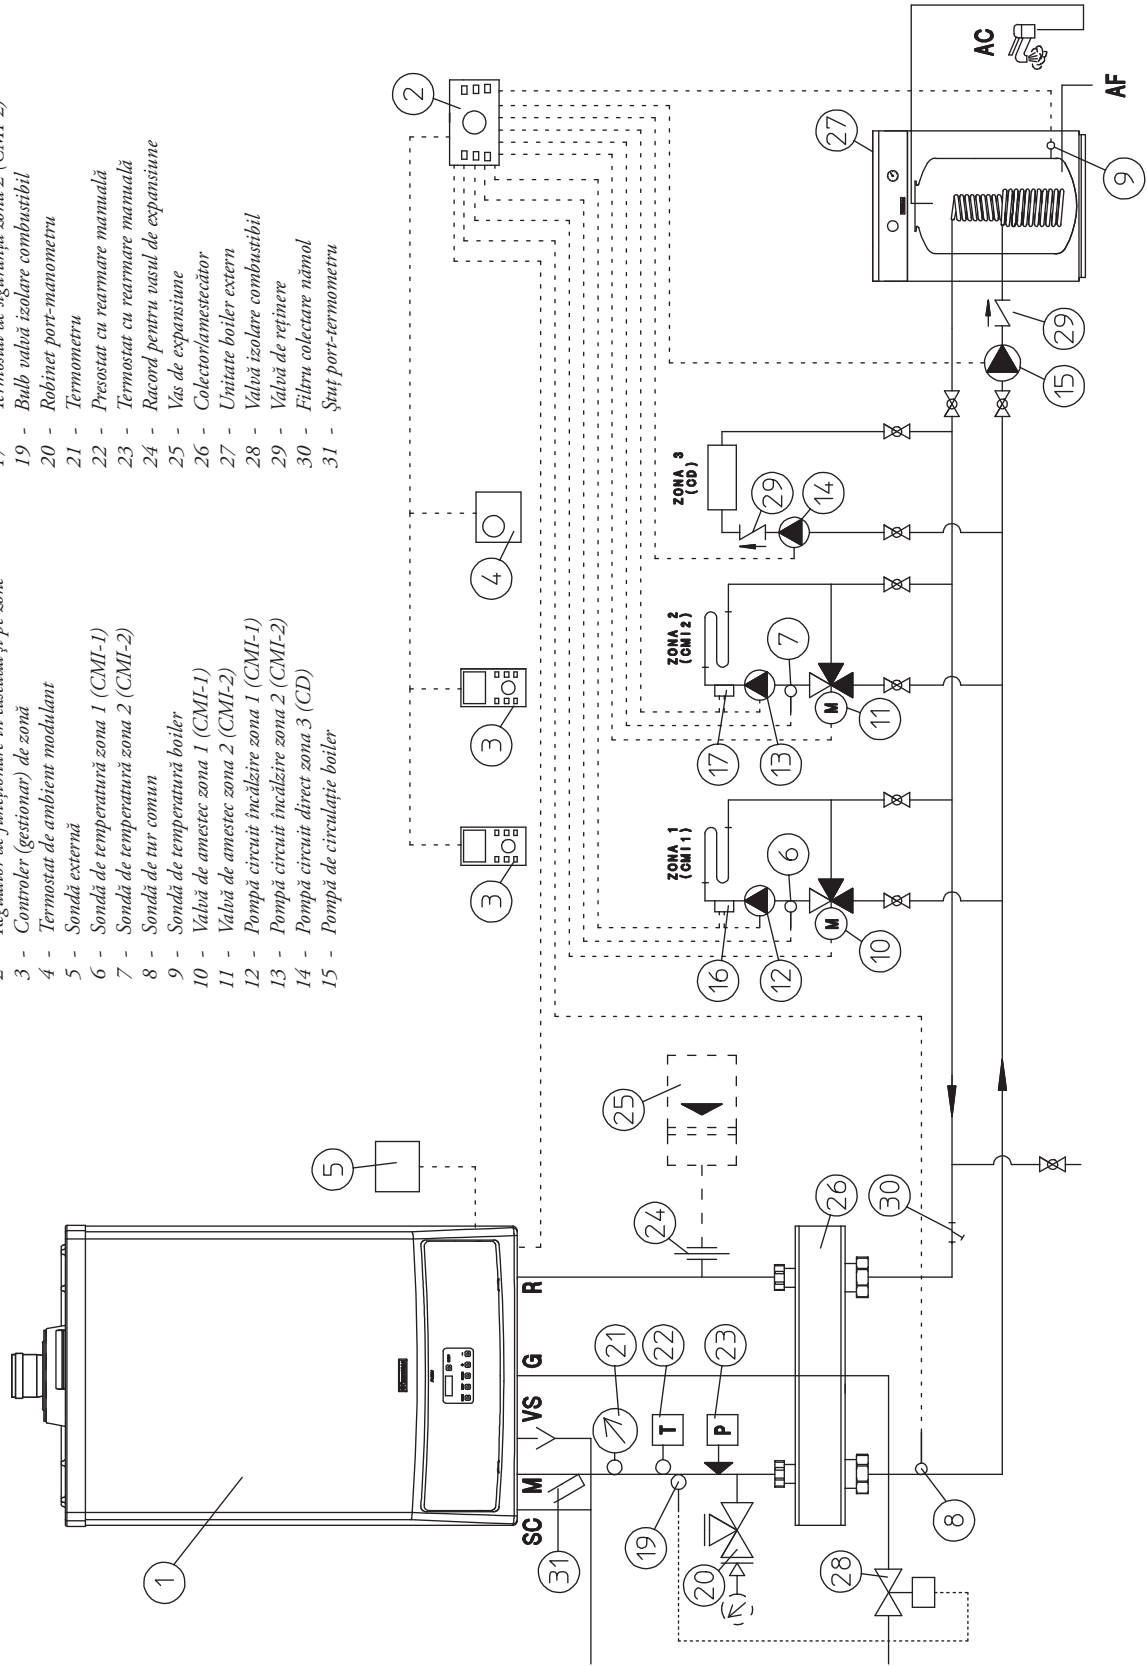 2 - Regulator de funcționare în cascadă și pe zone
3 - Controler (gestionar) de zonă
4 - Termostat de ambient modulant
5 - Sondă externă
6 - Sondă de temperatură zona 1 (CMI-1)
7 - Sondă de temperatură zona 2 (CMI-2)
8 - Sondă de tur comun
9 - Sondă de temperatură boiler
10 - Valvă de amestec zona 1 (CMI-1)
11 - Valvă de amestec zona 2 (CMI-2)
12 - Pompă circuit încălzire zona 1 (CMI-1)
13 - Pompă circuit încălzire zona 2 (CMI-2)
14 - Pompă circuit direct zona 3 (CD)
15 - Pompă de circulație boiler
17 - Termostat de siguranță zona 2 (CMI-2)
19 - Bulb valvă izolare combustibil
20 - Robinet port-manometru
21 - Termometru
22 - Presostat cu rearmare manuală
23 - Termostat cu rearmare manuală
24 - Racord pentru vasul de expansiune
25 - Vas de expansiune
26 - Colector/amestecător
27 - Unitate boiler extern
28 - Valvă izolare combustibil
29 - Valvă de reținere
30 - Filtru colectare nămol
31 - Ștuț port-termometru
1
5
2
3
3
4
SC
M
VS
G
R
31
21
22
T
23
P
19
20
24
25
26
28
8
30
ZONA 1
(CMI1)
16
12
6
M
10
ZONA 2
(CMI2)
17
13
7
M
11
ZONA 3
(CD)
29
14
15
29
27
9
AC
AF